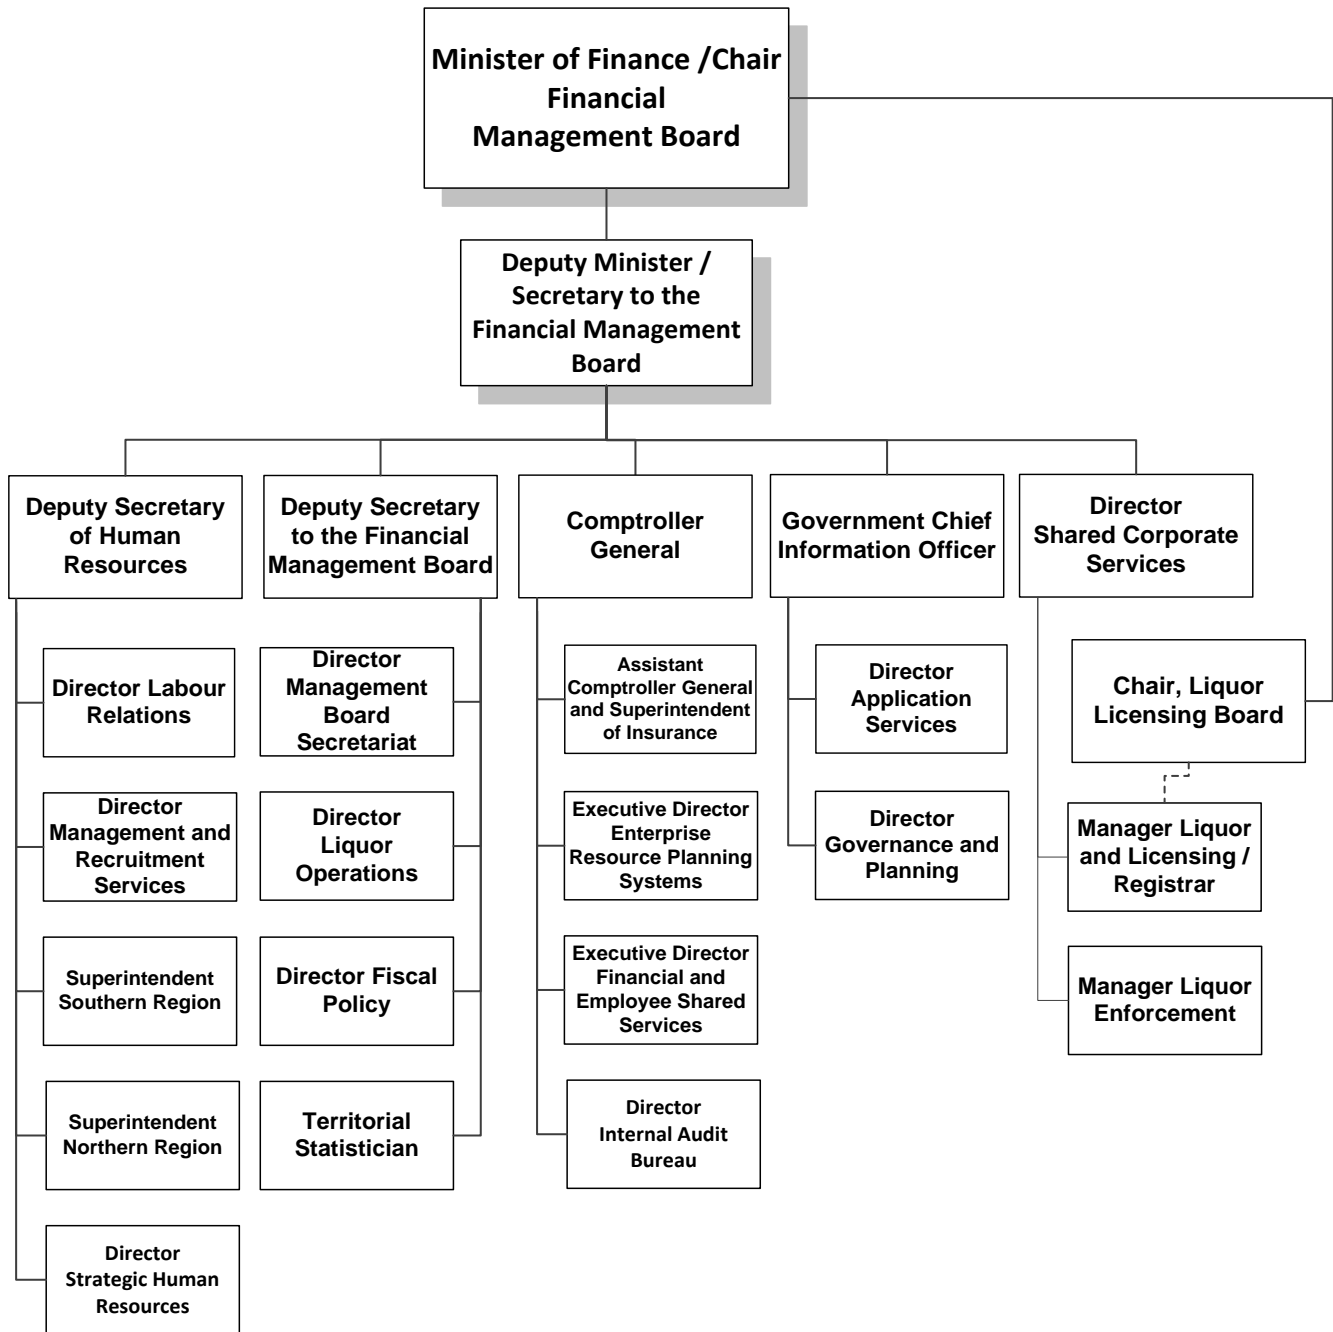 Minister of Finance /Chair
Financial
Management Board
Deputy Minister /
Secretary to the
Financial Management
Board
Deputy Secretary
of Human
Resources
Deputy Secretary
to the Financial
Management Board
Comptroller
General
Government Chief
Information Officer
Director
Shared Corporate
Services
Director Labour
Relations
Director
Management and
Recruitment
Services
Superintendent
Southern Region
Superintendent
Northern Region
Director
Strategic Human
Resources
Director
Management
Board
Secretariat
Director
Liquor
Operations
Director Fiscal
Policy
Territorial
Statistician
Assistant
Comptroller General
and Superintendent
of Insurance
Executive Director
Enterprise
Resource Planning
Systems
Executive Director
Financial and
Employee Shared
Services
Director
Internal Audit
Bureau
Director
Application
Services
Director
Governance and
Planning
Chair, Liquor
Licensing Board
Manager Liquor
and Licensing /
Registrar
Manager Liquor
Enforcement